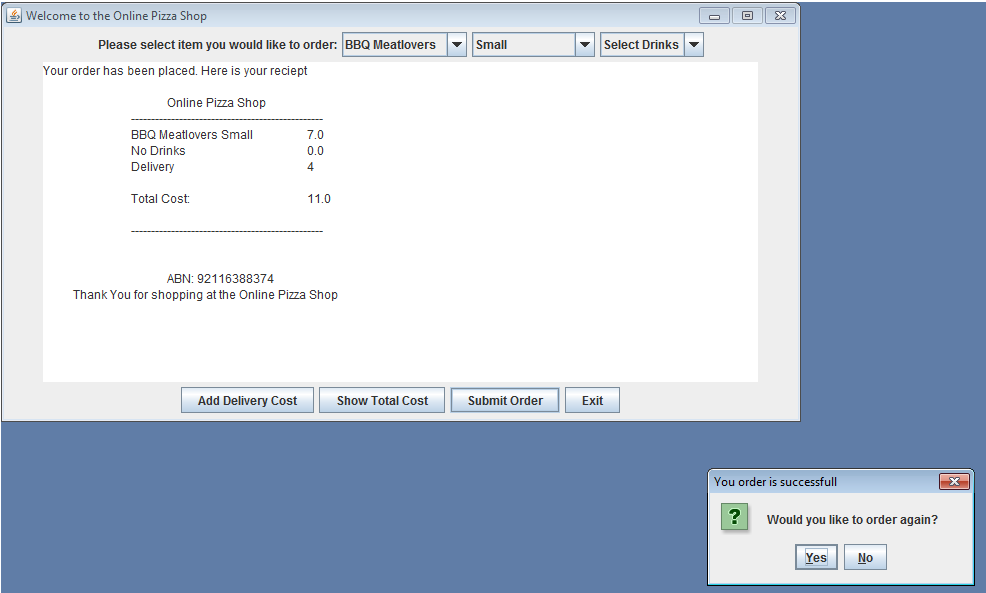 Welcome to the Online Pizza Shop
Please select item you would like to order: BBQ Meatlovers Small Select Drinks
Your order has been placed. Here is your reciept
Online Pizza Shop
------------------------------------------------
BBQ Meatlovers Small 7.0
No Drinks 0.0
Delivery 4
Total Cost: 11.0
------------------------------------------------
ABN: 92116388374
Thank You for shopping at the Online Pizza Shop
Add Delivery Cost Show Total Cost Submit Order Exit
You order is successfull
?
Would you like to order again?
Yes No